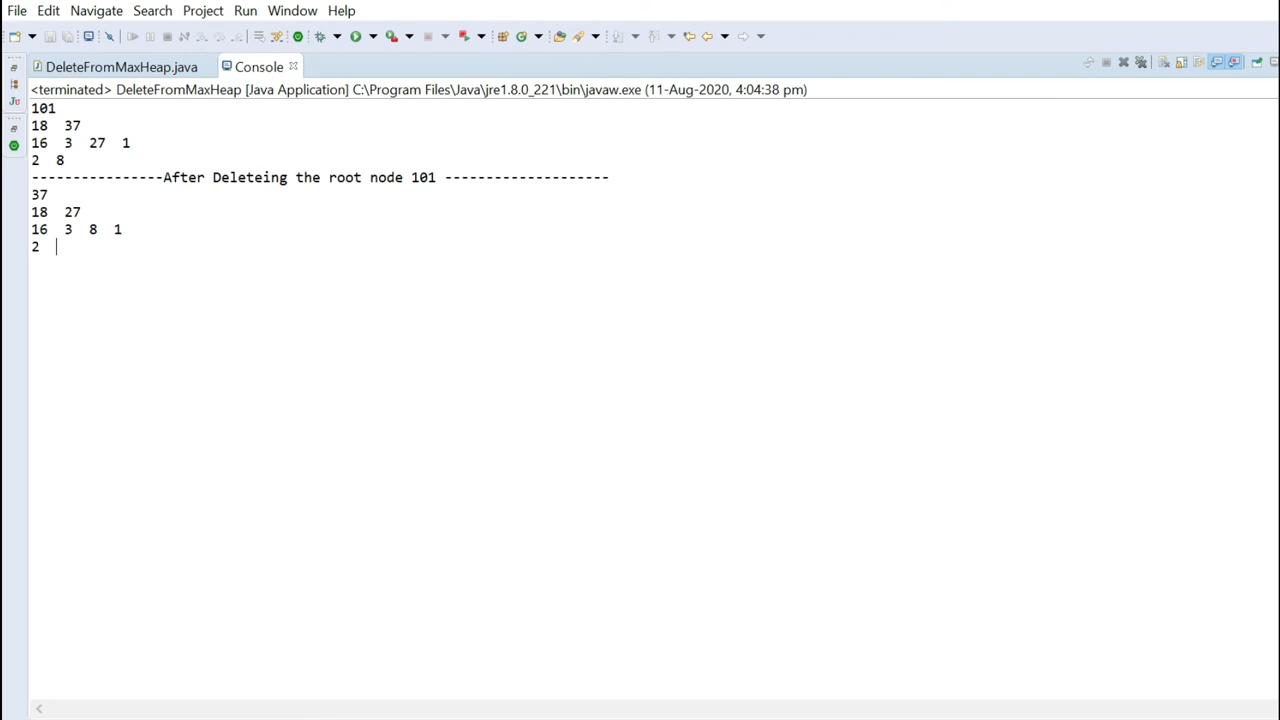 File Edit Navigate Search Project Run Window Help
DeleteFromMaxHeap.java Console
<terminated> DeleteFromMaxHeap [Java Application] C:\Program Files\Java\jre1.8.0_221\bin\javaw.exe (11-Aug-2020, 4:04:38 pm)
101
18 37
16 3 27 1
2 8
----------------After Deleteing the root node 101 --------------------
37
18 27
16 3 8 1
2